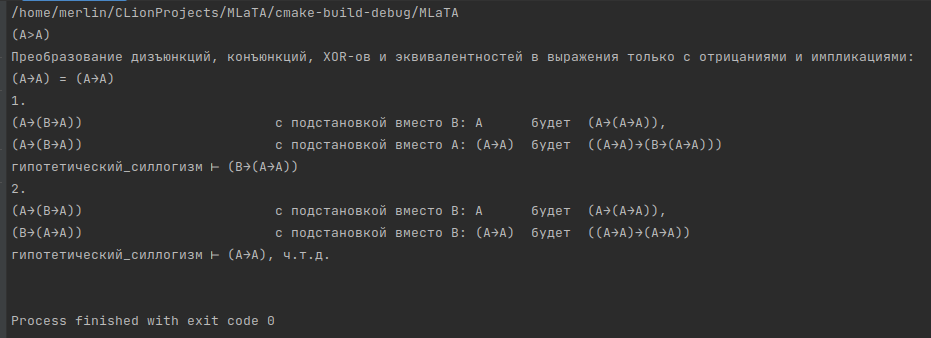 /home/merlin/CLionProjects/MLaTA/cmake-build-debug/MLaTA
(A>A)
Преобразование дизъюнкций, конъюнкций, XOR-ов и эквивалентностей в выражения только с отрицаниями и импликациями:
(A→A) = (A→A)
1.
(A→(B→A)) с подстановкой вместо B: A будет (A→(A→A)),
(A→(B→A)) с подстановкой вместо A: (A→A) будет ((A→A)→(B→(A→A)))
гипотетический_силлогизм ⊢ (B→(A→A))
2.
(A→(B→A)) с подстановкой вместо B: A будет (A→(A→A)),
(B→(A→A)) с подстановкой вместо B: (A→A) будет ((A→A)→(A→A))
гипотетический_силлогизм ⊢ (A→A), ч.т.д.
Process finished with exit code 0